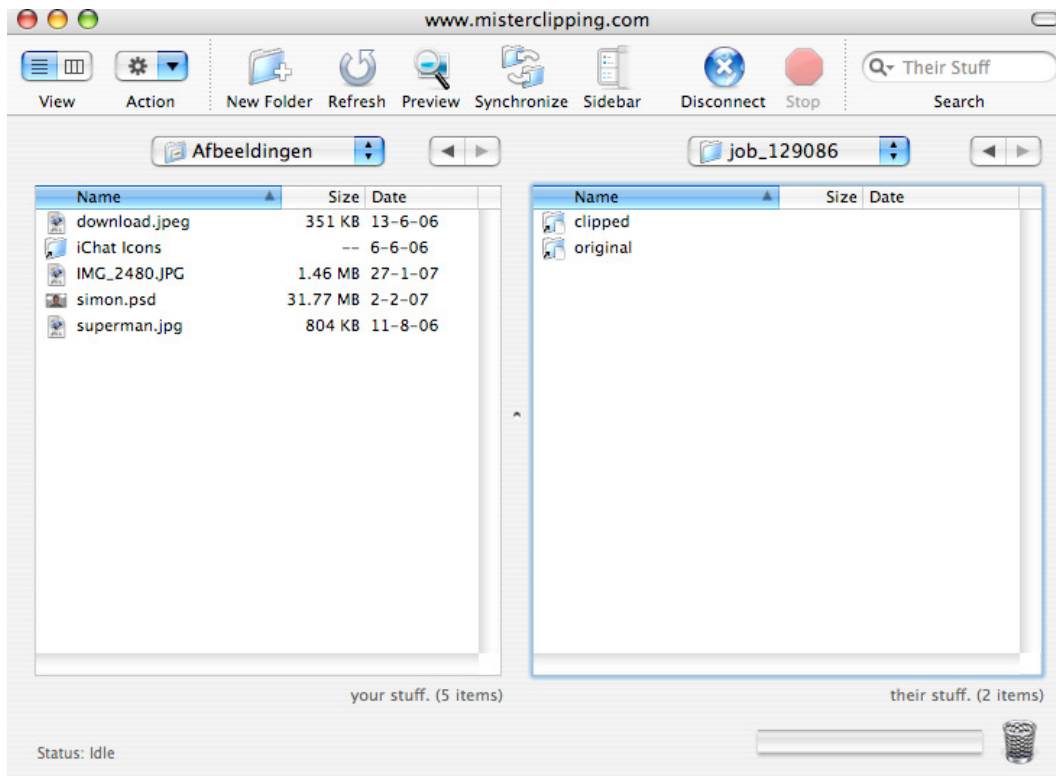 www.misterclipping.com
Their Stuff
View Action New Folder Refresh Preview Synchronize Sidebar Disconnect Stop Search
Afbeeldingen
job_129086
Name Size Date
download.jpeg 351 KB 13-6-06
iChat Icons -- 6-6-06
IMG_2480.JPG 1.46 MB 27-1-07
simon.psd 31.77 MB 2-2-07
superman.jpg 804 KB 11-8-06
Name Size Date
clipped
original
your stuff. (5 items)
their stuff. (2 items)
Status: Idle